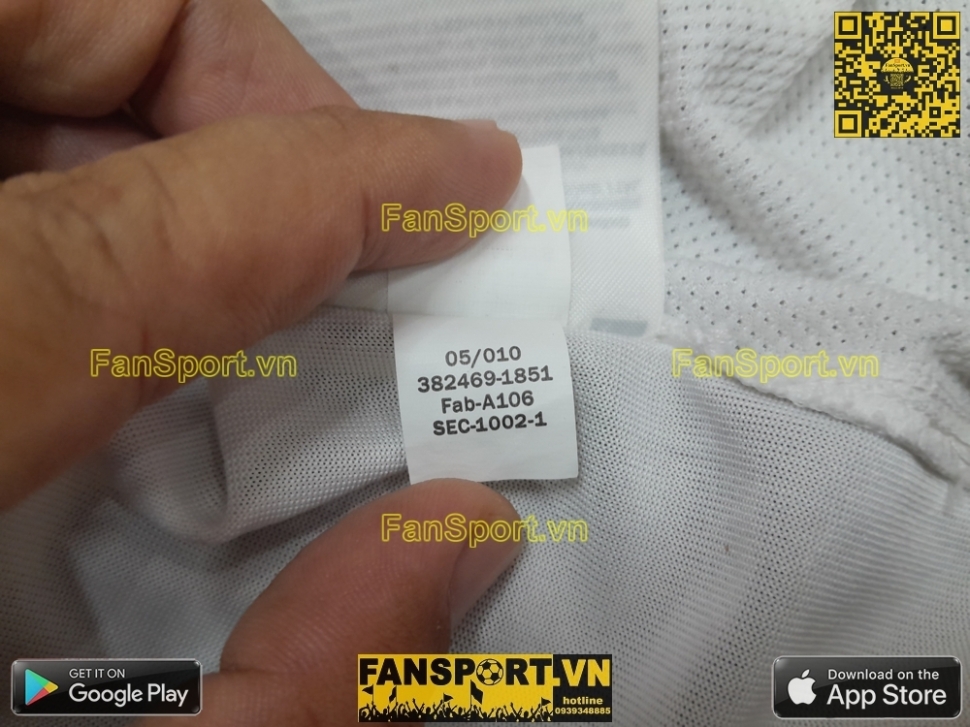 FanSport.vn
FanSport.vn
FanSport.vn
05/010
382469-1851
Fab-A106
SEC-1002-1
FanSport.vn
GET IT ON
Google Play
FANSPORT.VN
hotline
0939348885
Download on the
App Store